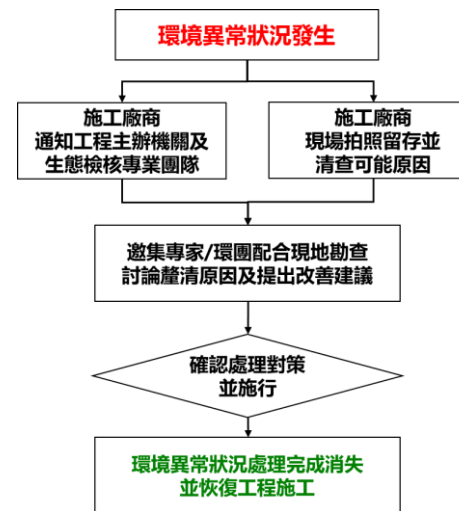 環境異常狀況發生
施工廠商
通知工程主辦機關及
生態檢核專業團隊
施工廠商
現場拍照留存並
清查可能原因
邀集專家/環團配合現地勘查
討論釐清原因及提出改善建議
確認處理對策
並施行
環境異常狀況處理完成消失
並恢復工程施工